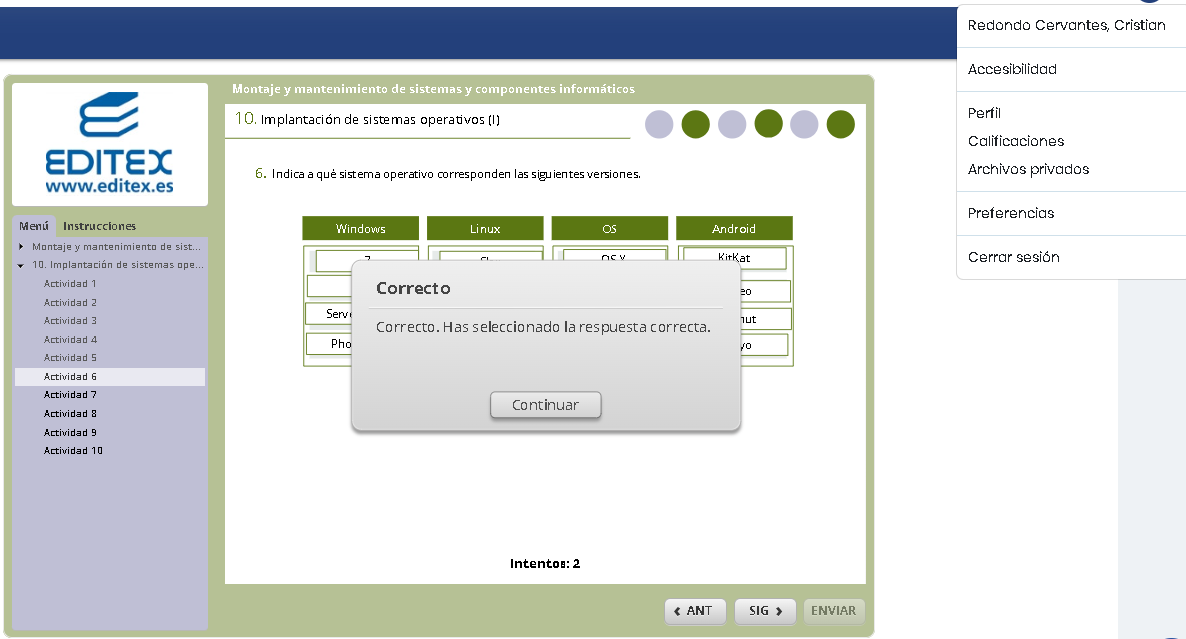 Redondo Cervantes, Cristian
Accesibilidad
Perfil
Calificaciones
Archivos privados
Preferencias
Cerrar sesión
EDITEX
www.editex.es
Menú Instrucciones
Montaje y mantenimiento de sist...
10. Implantación de sistemas ope...
Actividad 1
Actividad 2
Actividad 3
Actividad 4
Actividad 5
Actividad 6
Actividad 7
Actividad 8
Actividad 9
Actividad 10
Montaje y mantenimiento de sistemas y componentes informáticos
10. Implantación de sistemas operativos (I)
6. Indica a qué sistema operativo corresponden las siguientes versiones.
Windows Linux OS Android
KitKat
Correcto
Correcto. Has seleccionado la respuesta correcta.
Continuar
Intentos: 2
ANT SIG ENVIAR